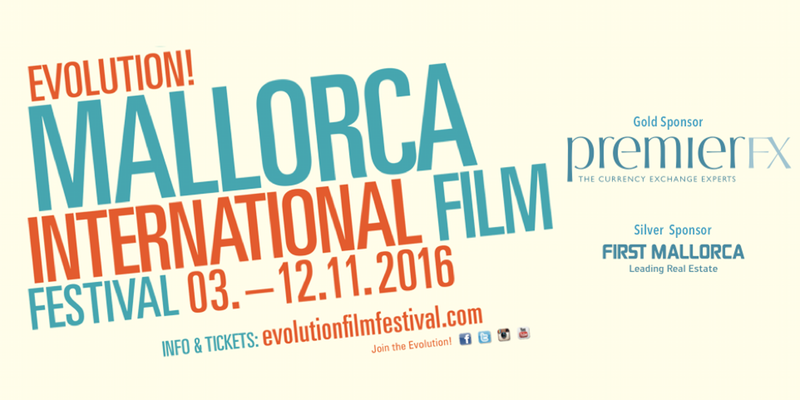 EVOLUTION!
MALLORCA
INTERNATIONAL FILM
FESTIVAL 03.–12.11.2016
INFO & TICKETS: evolutionfilmfestival.com
Join the Evolution!
Gold Sponsor
premierFX
THE CURRENCY EXCHANGE EXPERTS
Silver Sponsor
FIRST MALLORCA
Leading Real Estate